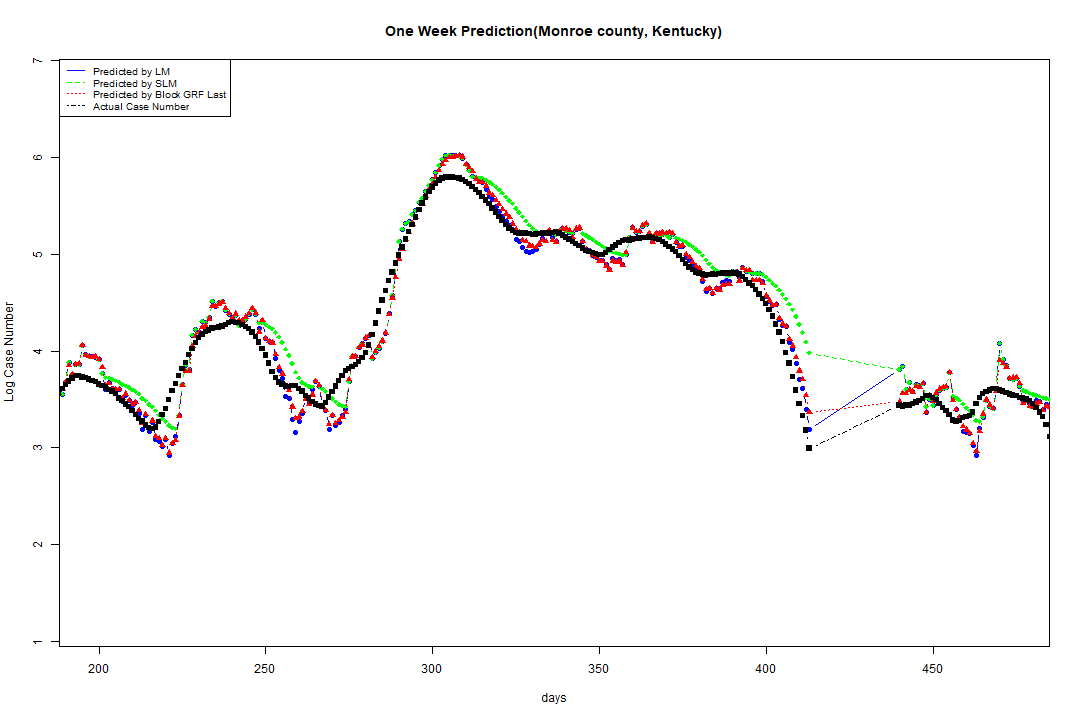 One Week Prediction(Monroe county, Kentucky)
Predicted by LM
Predicted by SLM
Predicted by Block GRF Last
Actual Case Number
7
6
5
4
3
2
1
Log Case Number
200 250 300 350 400 450
days